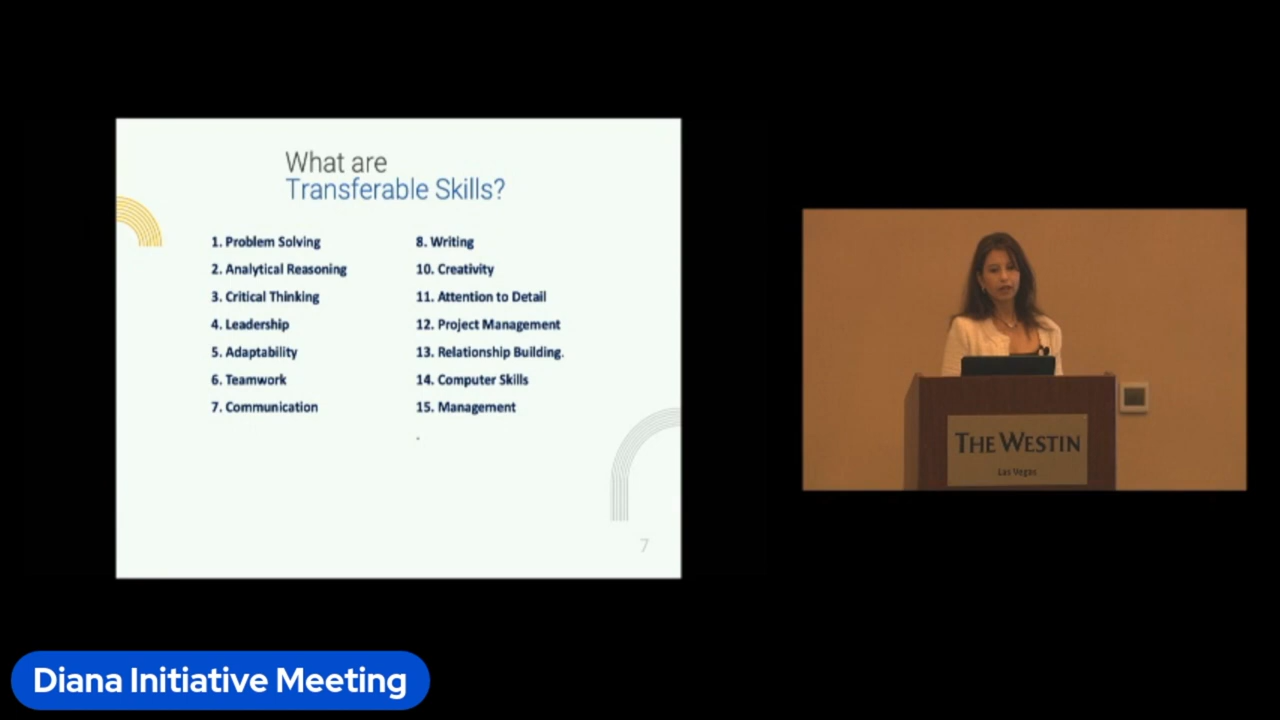 What are
Transferable Skills?
1. Problem Solving
2. Analytical Reasoning
3. Critical Thinking
4. Leadership
5. Adaptability
6. Teamwork
7. Communication
8. Writing
10. Creativity
11. Attention to Detail
12. Project Management
13. Relationship Building.
14. Computer Skills
15. Management
.
7
THE WESTIN
Las Vegas
Diana Initiative Meeting